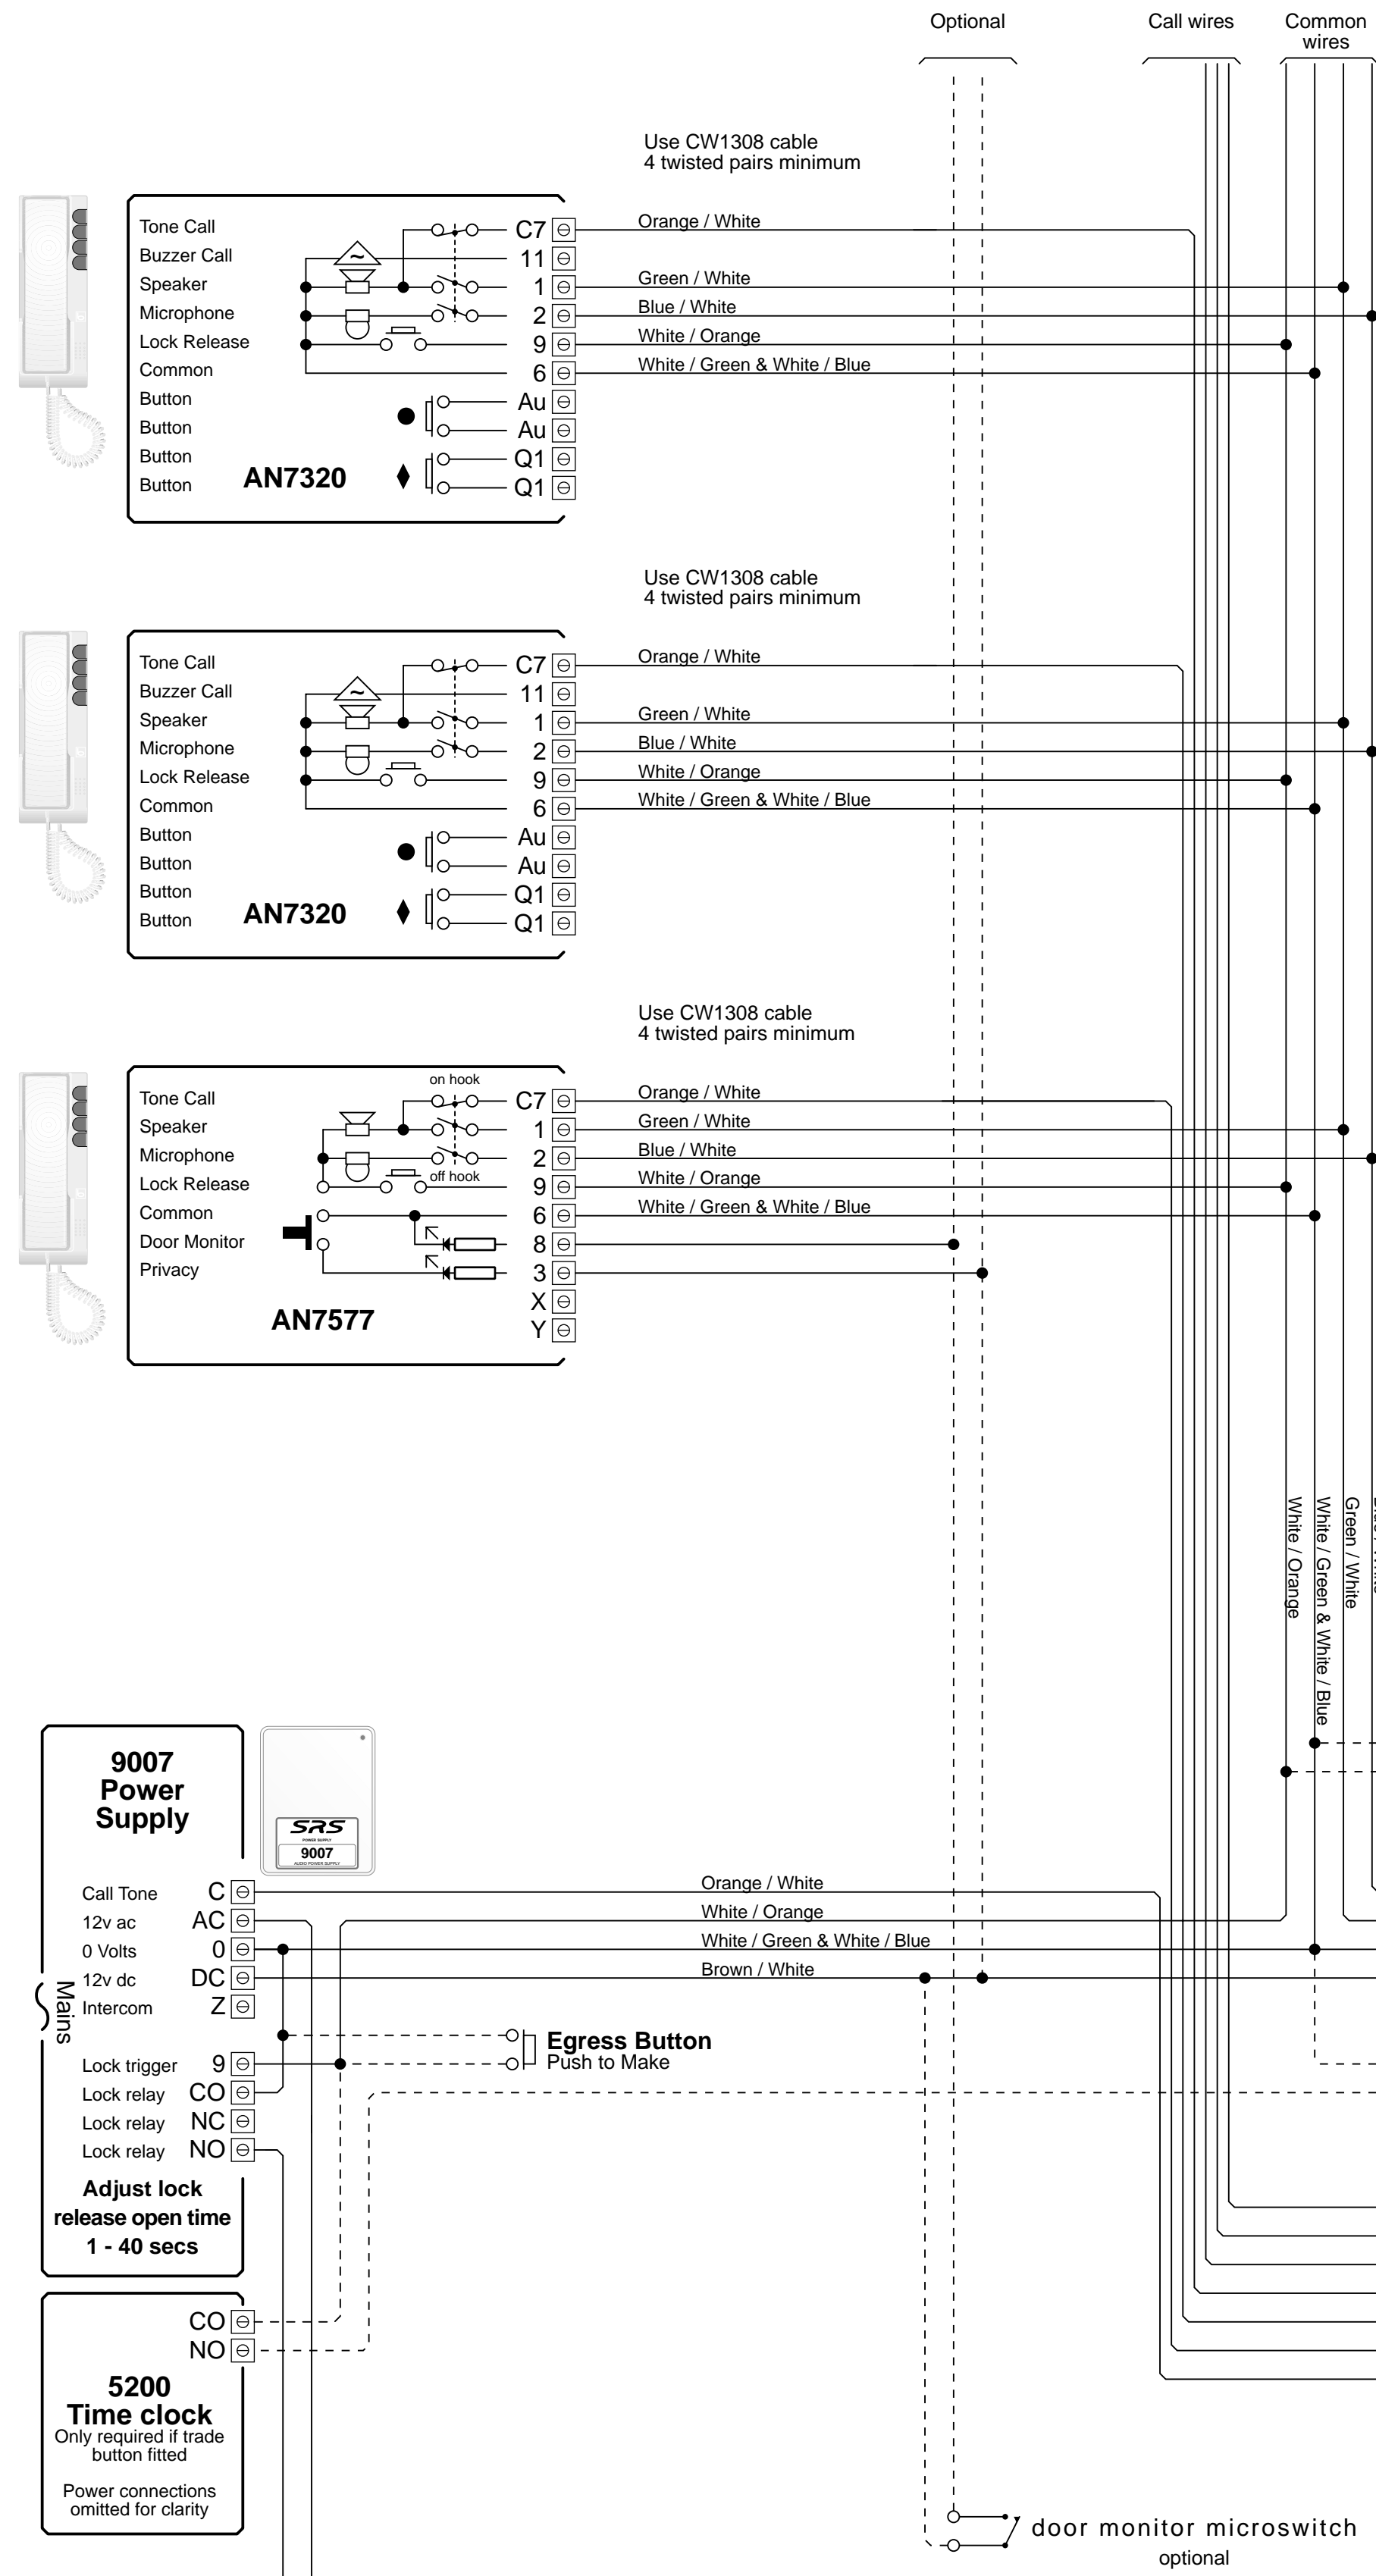 Optional
Call wires
Common
wires
Use CW1308 cable
4 twisted pairs minimum
Tone Call C7 Orange / White
Buzzer Call 11
Speaker 1 Green / White
Microphone 2 Blue / White
Lock Release 9 White / Orange
Common 6 White / Green & White / Blue
Button Au
Button Au
Button Q1
Button Q1
AN7320
Use CW1308 cable
4 twisted pairs minimum
Tone Call C7 Orange / White
Buzzer Call 11
Speaker 1 Green / White
Microphone 2 Blue / White
Lock Release 9 White / Orange
Common 6 White / Green & White / Blue
Button Au
Button Au
Button Q1
Button Q1
AN7320
Use CW1308 cable
4 twisted pairs minimum
on hook
Tone Call C7 Orange / White
Speaker 1 Green / White
Microphone 2 Blue / White
off hook
Lock Release 9 White / Orange
Common 6 White / Green & White / Blue
Door Monitor 8
Privacy 3
X
Y
AN7577
White / Orange
White / Green & White / Blue
Green / White
9007
Power
Supply
SRS
POWER SUPPLY
9007
AUDIO POWER SUPPLY
Call Tone C Orange / White
12v ac AC White / Orange
0 Volts 0 White / Green & White / Blue
12v dc DC Brown / White
Intercom Z
Mains
Egress Button
Push to Make
Lock trigger 9
Lock relay CO
Lock relay NC
Lock relay NO
Adjust lock
release open time
1 - 40 secs
CO
NO
5200
Time clock
Only required if trade
button fitted
Power connections
omitted for clarity
door monitor microswitch
optional